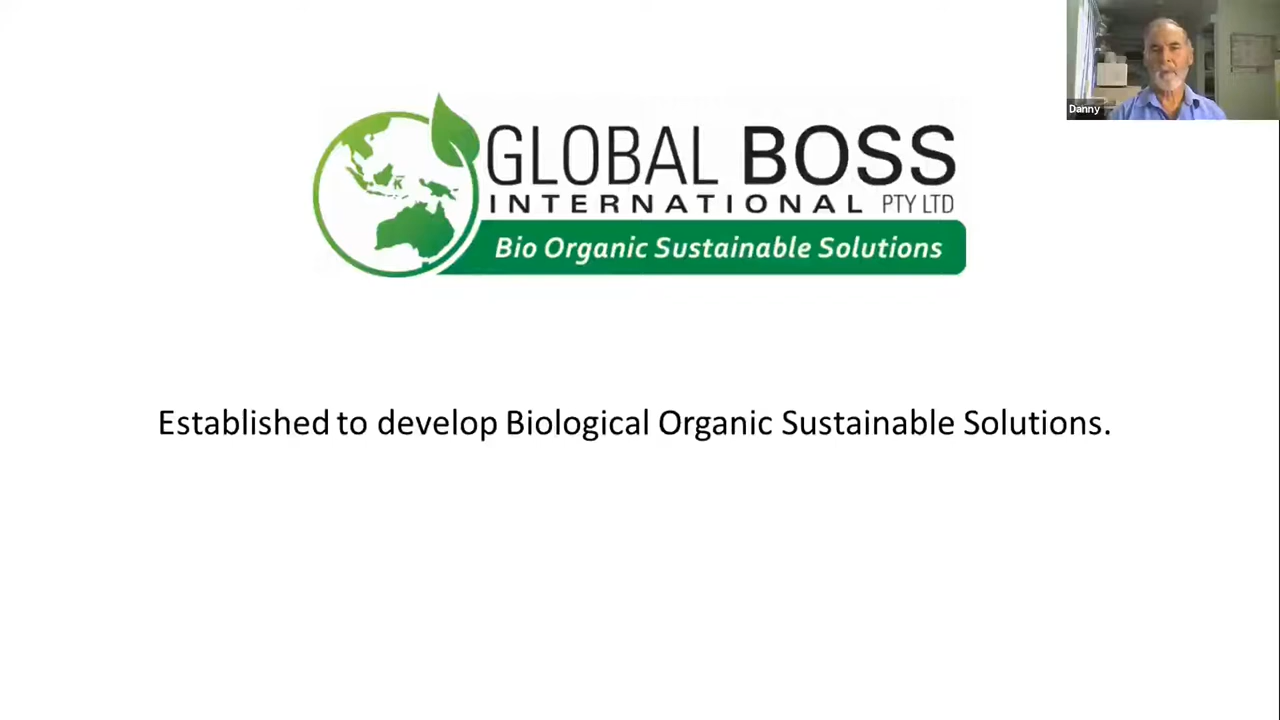 Danny
GLOBAL BOSS
INTERNATIONAL PTY LTD
Bio Organic Sustainable Solutions
Established to develop Biological Organic Sustainable Solutions.